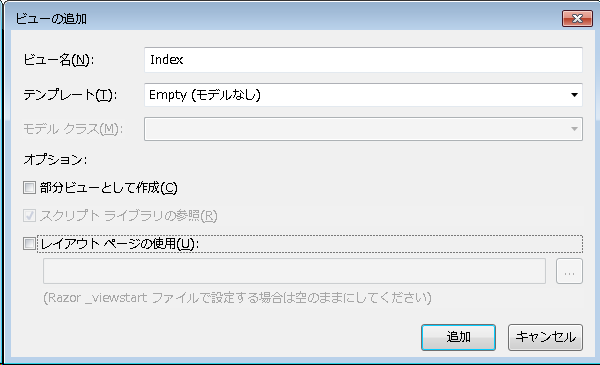 ビューの追加
ビュー名(N): Index
テンプレート(T): Empty (モデルなし)
モデル クラス(M):
オプション:
部分ビューとして作成(C)
スクリプト ライブラリの参照(R)
レイアウト ページの使用(U):
...
(Razor _viewstart ファイルで設定する場合は空のままにしてください)
追加 キャンセル